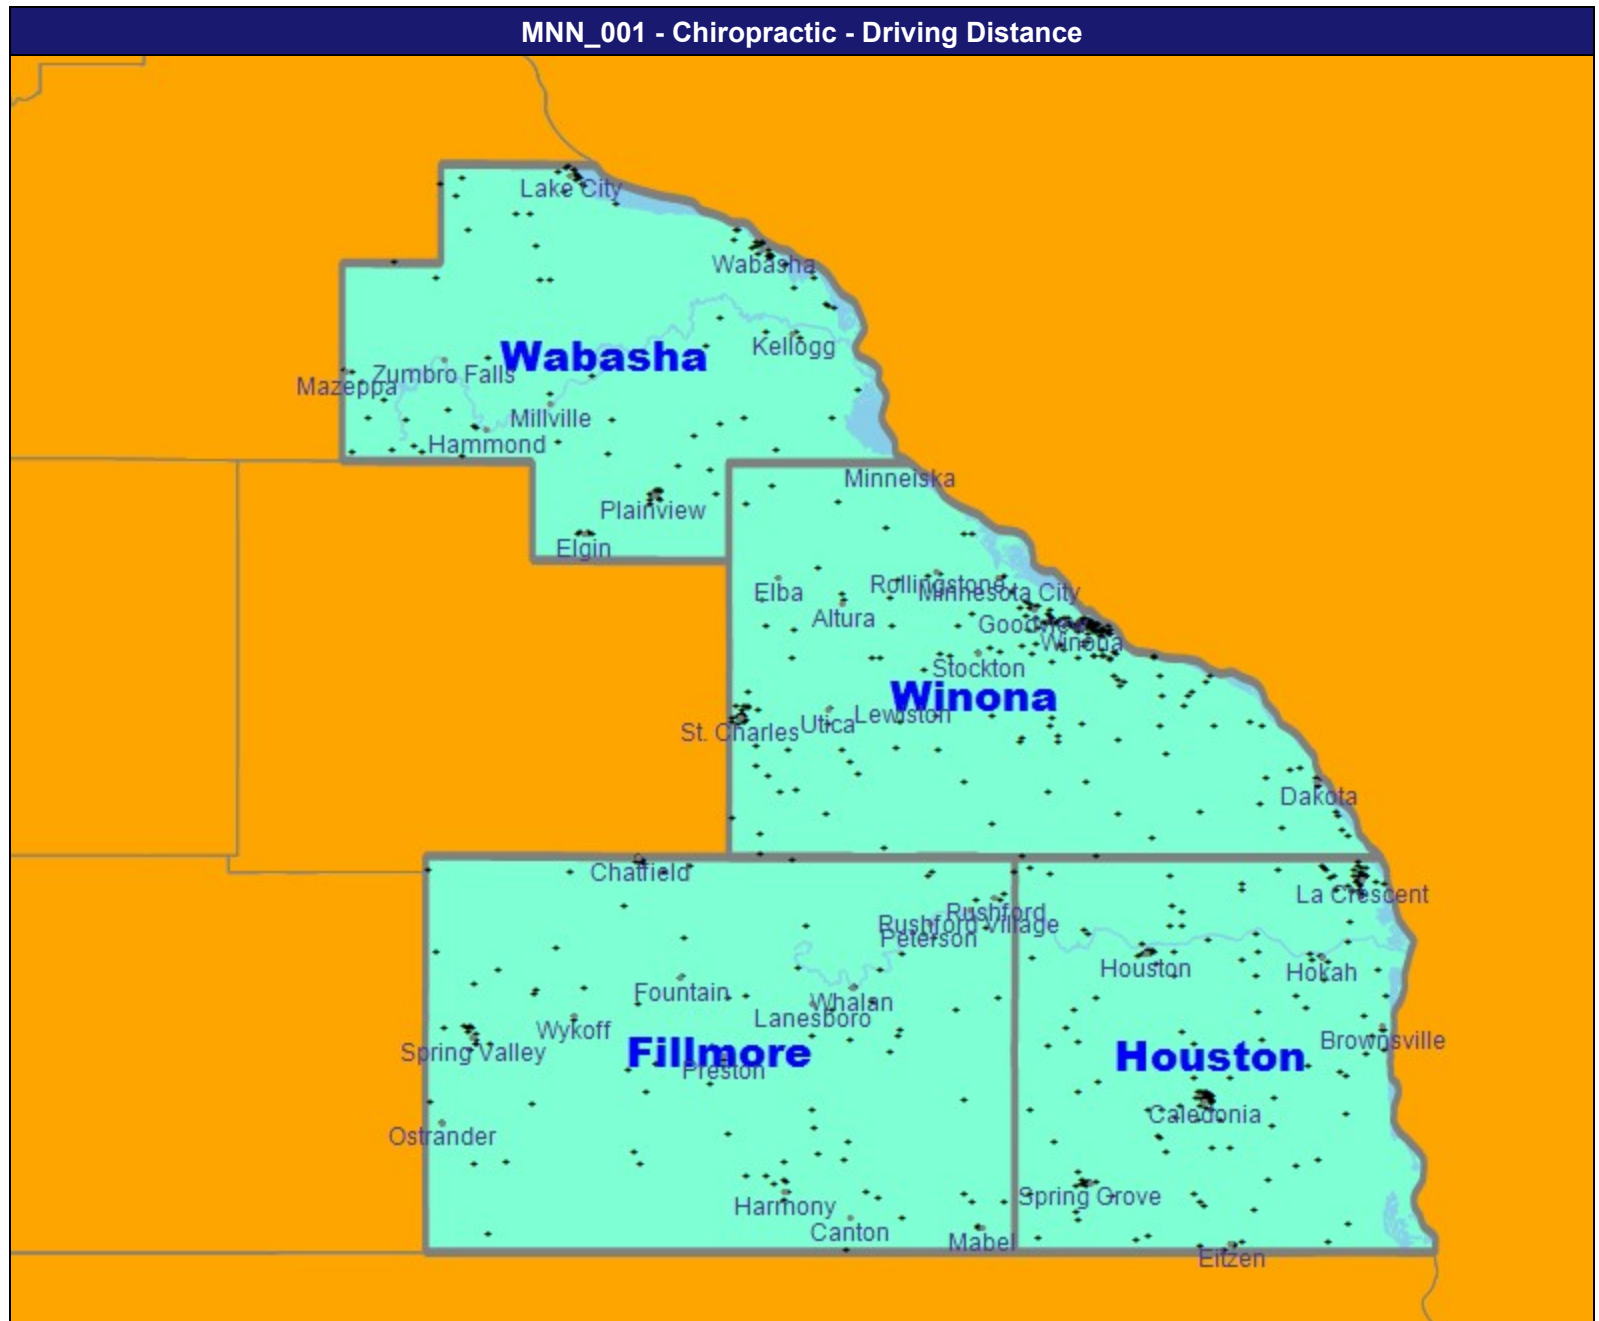 MNN_001 - Chiropractic - Driving Distance
Lake City
Wabasha
Kellogg
Wabasha
Zumbro Falls
Mazeppa
Millville
Hammond
Minneiska
Plainview
Elgin
Rollingstone
Elba
Minnesota City
Altura
Goodview
Winona
Stockton
Winona
Lewiston
Utica
St. Charles
Dakota
Chatfield
La Crescent
Rushford
Rushford Village
Peterson
Houston
Hokah
Fountain
Whalan
Lanesboro
Wykoff
Brownsville
Spring Valley
Fillmore
Houston
Preston
Caledonia
Ostrander
Spring Grove
Harmony
Canton
Mabel
Eitzen